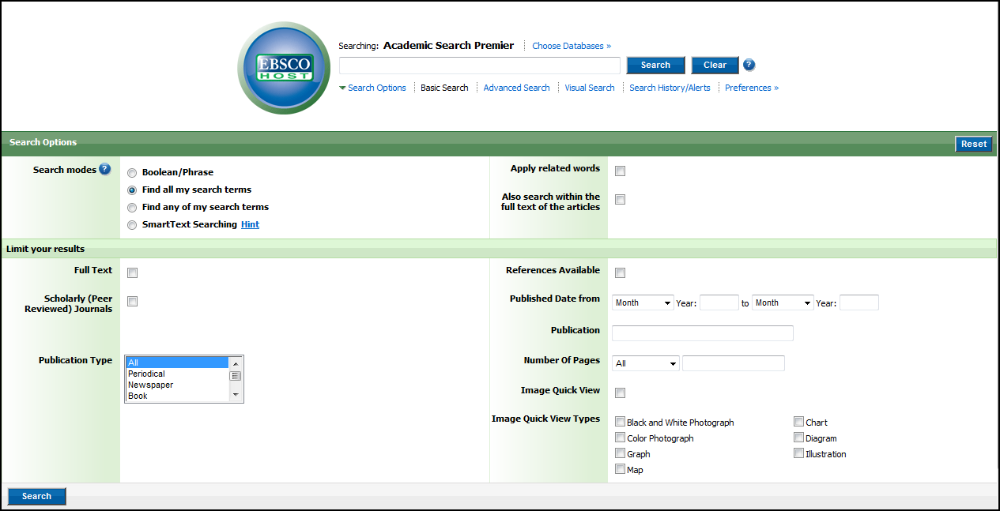 EBSCO
HOST
Searching: Academic Search Premier Choose Databases »
Search Clear ?
Search Options Basic Search Advanced Search Visual Search Search History/Alerts Preferences »
Search Options Reset
Search modes ?
Boolean/Phrase
Find all my search terms
Find any of my search terms
SmartText Searching Hint
Apply related words
Also search within the
full text of the articles
Limit your results
Full Text
Scholarly (Peer
Reviewed) Journals
Publication Type
All
Periodical
Newspaper
Book
References Available
Published Date from Month Year: to Month Year:
Publication
Number Of Pages All
Image Quick View
Image Quick View Types
Black and White Photograph Chart
Color Photograph Diagram
Graph Illustration
Map
Search